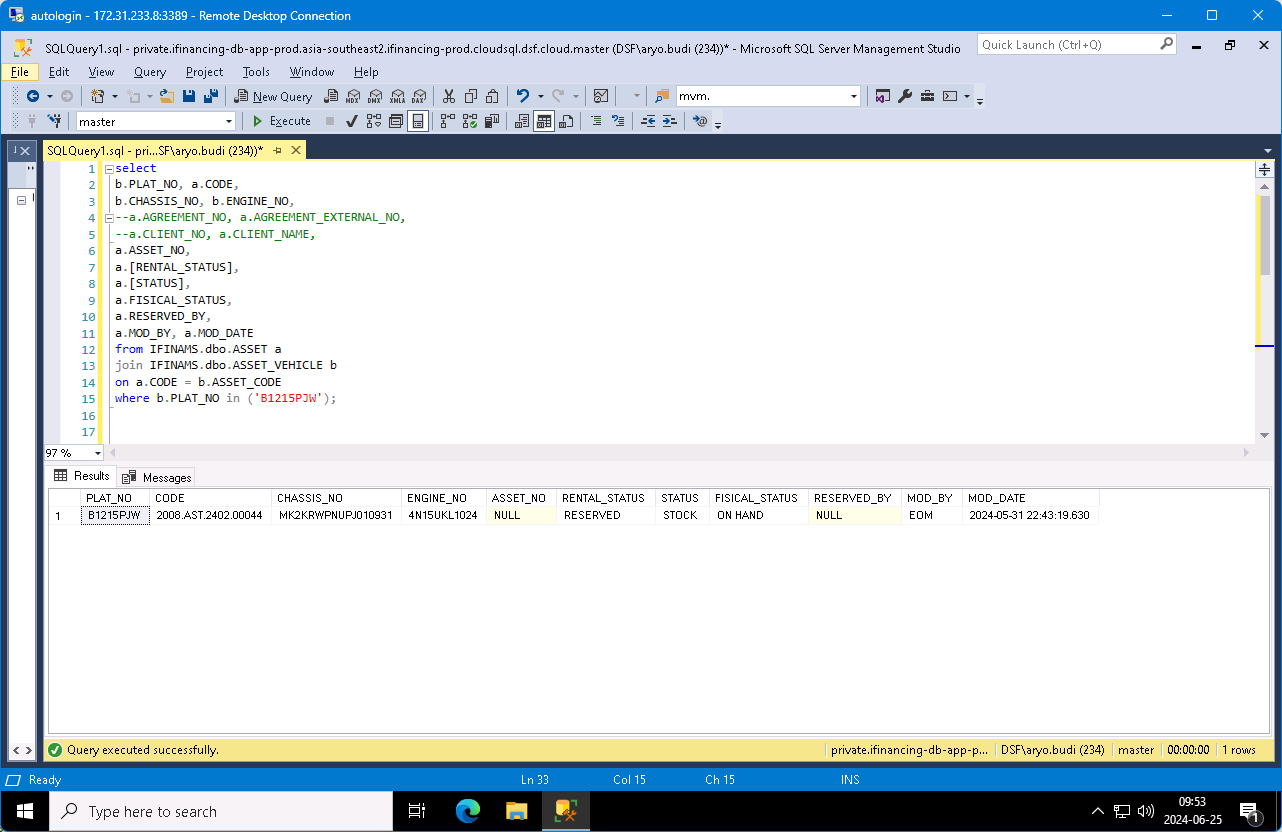 autologin - 172.31.233.8:3389 - Remote Desktop Connection
SQLQuery1.sql - private.ifinancing-db-app-prod.asia-southeast2.ifinancing-prod.cloudsql.dsf.cloud.master (DSF\aryo.budi (234))* - Microsoft SQL Server Management Studio
Quick Launch (Ctrl+Q)
File Edit View Query Project Tools Window Help
New Query MDX DMX XMLA DAX mvm.
master Execute
SQLQuery1.sql - pri...SF\aryo.budi (234))*
1 select
2 b.PLAT_NO, a.CODE,
3 b.CHASSIS_NO, b.ENGINE_NO,
4 --a.AGREEMENT_NO, a.AGREEMENT_EXTERNAL_NO,
5 --a.CLIENT_NO, a.CLIENT_NAME,
6 a.ASSET_NO,
7 a.[RENTAL_STATUS],
8 a.[STATUS],
9 a.FISICAL_STATUS,
10 a.RESERVED_BY,
11 a.MOD_BY, a.MOD_DATE
12 from IFINAMS.dbo.ASSET a
13 join IFINAMS.dbo.ASSET_VEHICLE b
14 on a.CODE = b.ASSET_CODE
15 where b.PLAT_NO in ('B1215PJW');
16
17
97 %
Results Messages
PLAT_NO CODE CHASSIS_NO ENGINE_NO ASSET_NO RENTAL_STATUS STATUS FISICAL_STATUS RESERVED_BY MOD_BY MOD_DATE
1 B1215PJW 2008.AST.2402.00044 MK2KRWPNUPJ010931 4N15UKL1024 NULL RESERVED STOCK ON HAND NULL EOM 2024-05-31 22:43:19.630
Query executed successfully. private.ifinancing-db-app-p... DSF\aryo.budi (234) master 00:00:00 1 rows
Ready Ln 33 Col 15 Ch 15 INS
Type here to search
09:53
2024-06-25
1